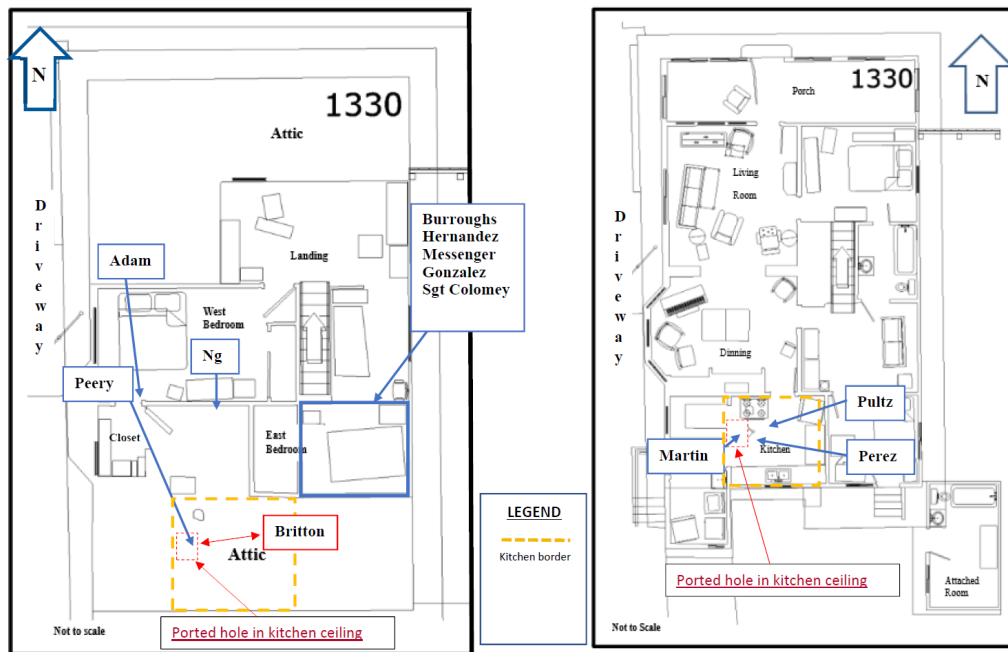 N
1330
Attic
Driveway
Burroughs
Hernandez
Messenger
Gonzalez
Sgt Colomey
Landing
Adam
West
Bedroom
Ng
Peery
Closet
East
Bedroom
Britton
Attic
Not to scale
Ported hole in kitchen ceiling
LEGEND
Kitchen border
N
1330
Porch
Living
Room
Driveway
Dinning
Pultz
Martin
Perez
Kitchen
Ported hole in kitchen ceiling
Attached
Room
Not to Scale